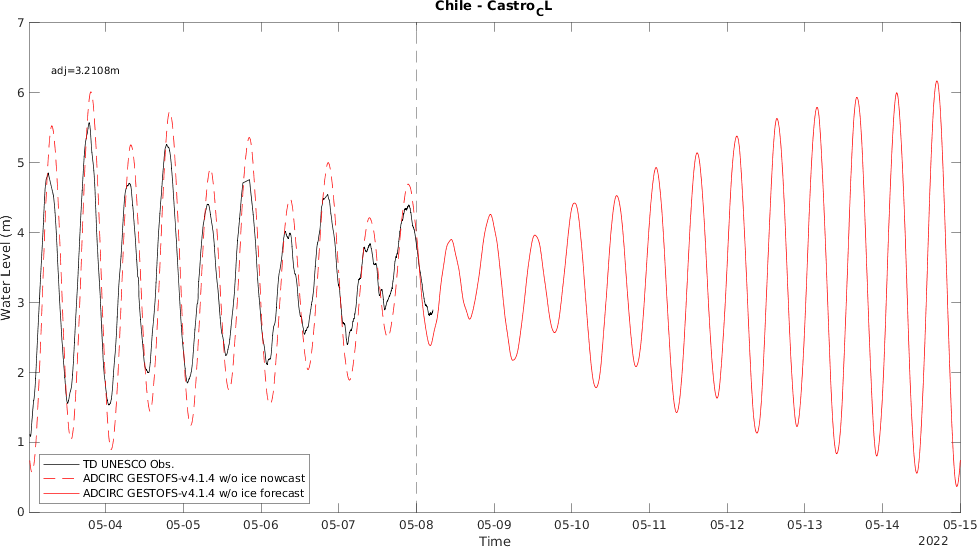 Chile - Castro_CL
7
adj=3.2108m
6
5
4
3
2
1
0
Water Level (m)
TD UNESCO Obs.
ADCIRC GESTOFS-v4.1.4 w/o ice nowcast
ADCIRC GESTOFS-v4.1.4 w/o ice forecast
05-04 05-05 05-06 05-07 05-08 05-09 05-10 05-11 05-12 05-13 05-14 05-15
Time
2022